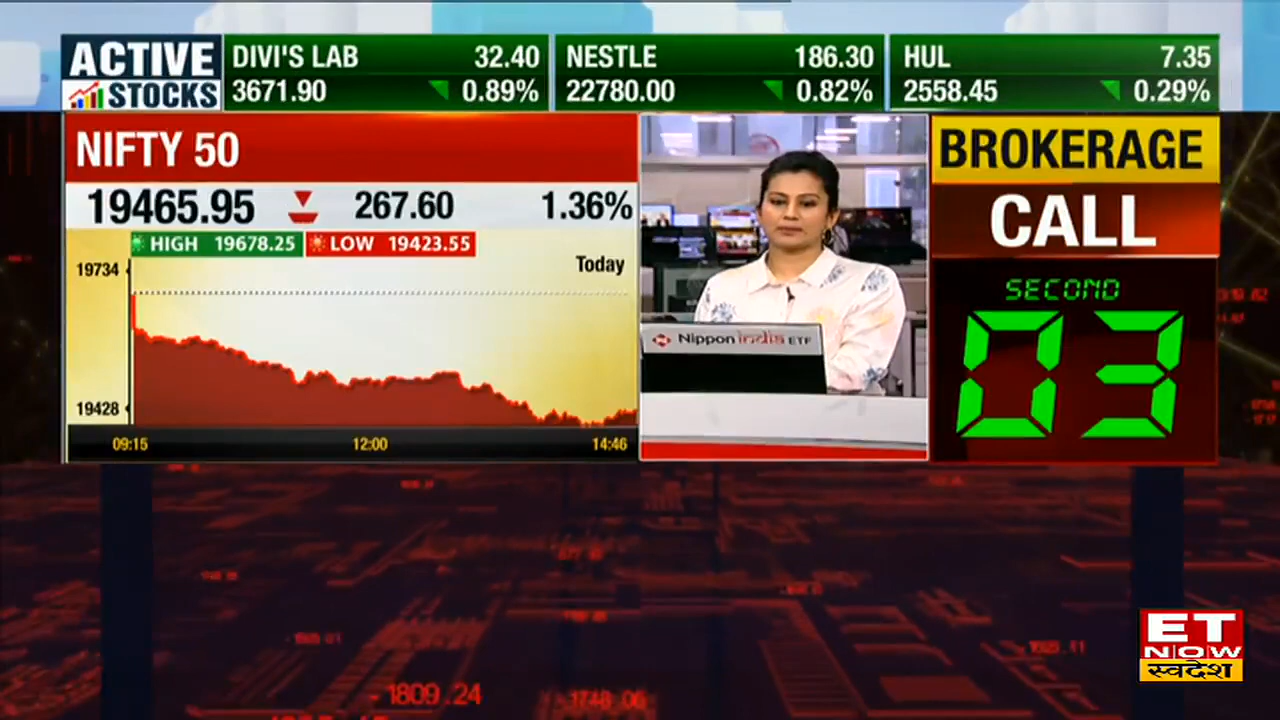 ACTIVE
STOCKS
DIVI'S LAB 32.40
3671.90 0.89%
NESTLE 186.30
22780.00 0.82%
HUL 7.35
2558.45 0.29%
NIFTY 50
19465.95 267.60 1.36%
HIGH 19678.25 LOW 19423.55
Today
19734
19428
09:15 12:00 14:46
Nippon india ETF
BROKERAGE
CALL
SECOND
03
1809.24
1748.06
ET
NOW
स्वदेश